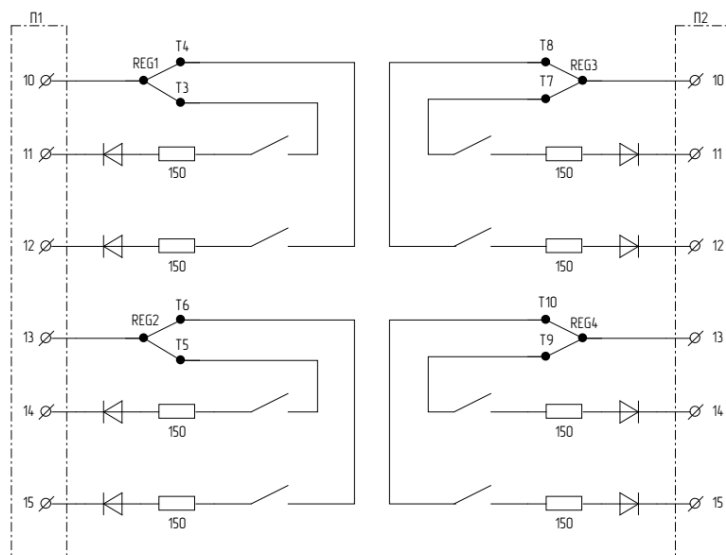 П1 П2
T4 T8
REG1 REG3
10 T3 T7 10
11 11
150 150
12 12
150 150
T6 T10
REG2 REG4
13 T5 T9 13
14 14
150 150
15 15
150 150